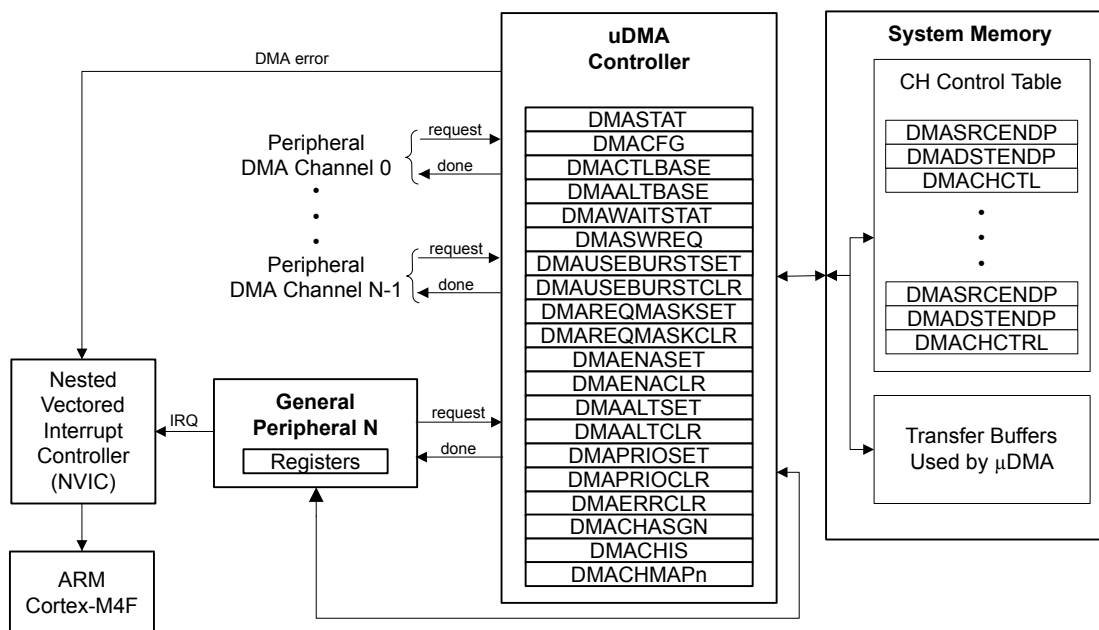 uDMA
Controller
System Memory
DMA error
CH Control Table
DMASTAT
DMACFG
DMACTLBASE
DMAALTBASE
DMAWAITSTAT
DMASWREQ
DMAUSEBURSTSET
DMAUSEBURSTCLR
DMAREQMASKSET
DMAREQMASKCLR
DMAENASET
DMAENACLR
DMAALTSET
DMAALTCLR
DMAPRIOSET
DMAPRIOCLR
DMAERRCLR
DMACHASGN
DMACHIS
DMACHMAPn
Peripheral
DMA Channel 0
request
done
Peripheral
DMA Channel N-1
request
done
DMASRCENDP
DMADSTENDP
DMACHCTL
DMASRCENDP
DMADSTENDP
DMACHCTRL
Transfer Buffers
Used by μDMA
Nested
Vectored
Interrupt
Controller
(NVIC)
IRQ
General
Peripheral N
Registers
request
done
ARM
Cortex-M4F